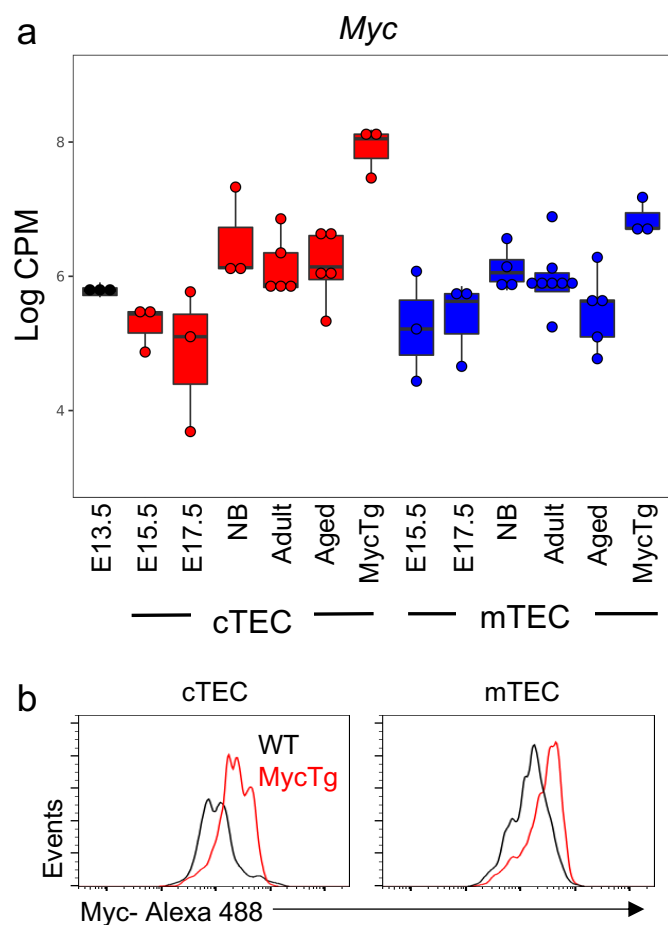 a
Myc
Log CPM
8
6
4
E13.5
E15.5
E17.5
NB
Adult
Aged
MycTg
E15.5
E17.5
NB
Adult
Aged
MycTg
cTEC
mTEC
b
cTEC
mTEC
WT
MycTg
Events
Myc- Alexa 488